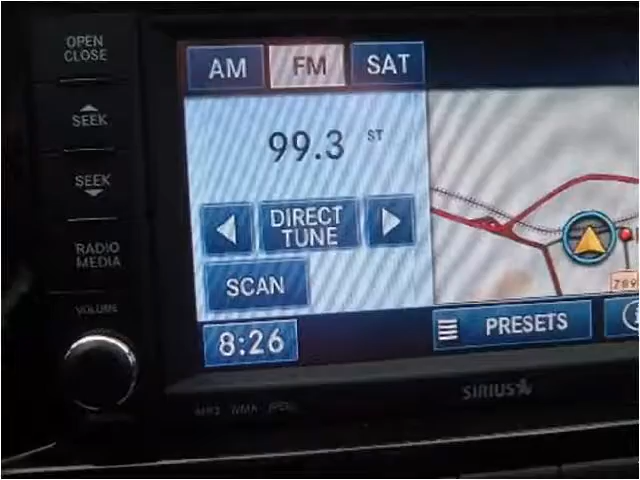 OPEN
CLOSE
AM FM SAT
SEEK
99.3 ST
SEEK
DIRECT
TUNE
RADIO
MEDIA
SCAN
789
VOLUME
8:26
PRESETS
SIRIUS
MP3 WMA JPEG